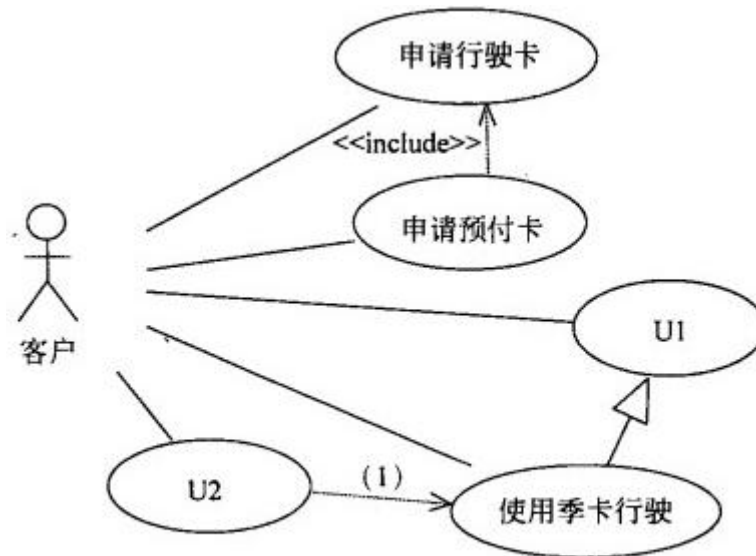 申请行驶卡
<<include>>
申请预付卡
U1
客户
U2
(1)
使用季卡行驶